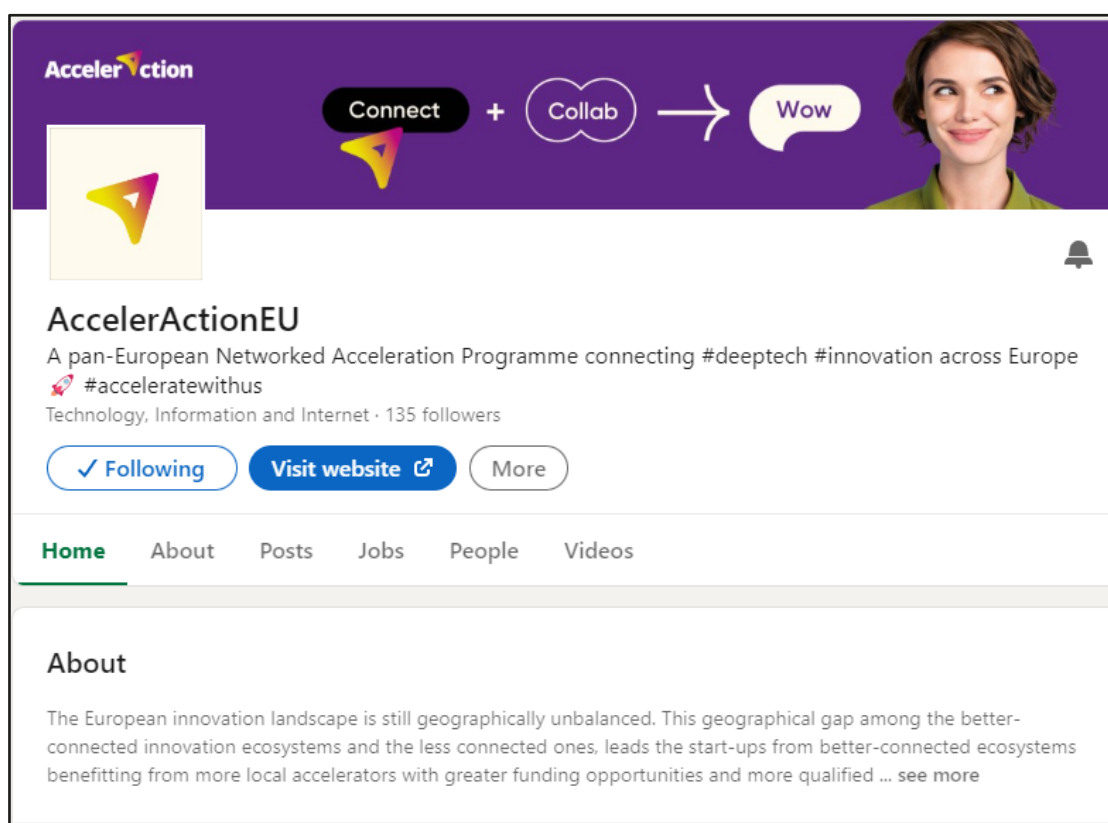 Acceler ction
Connect + Collab Wow
AccelerActionEU
A pan-European Networked Acceleration Programme connecting #deeptech #innovation across Europe
🚀 #acceleratewithus
Technology, Information and Internet · 135 followers
✓ Following Visit website More
Home About Posts Jobs People Videos
About
The European innovation landscape is still geographically unbalanced. This geographical gap among the better-
connected innovation ecosystems and the less connected ones, leads the start-ups from better-connected ecosystems
benefitting from more local accelerators with greater funding opportunities and more qualified ... see more